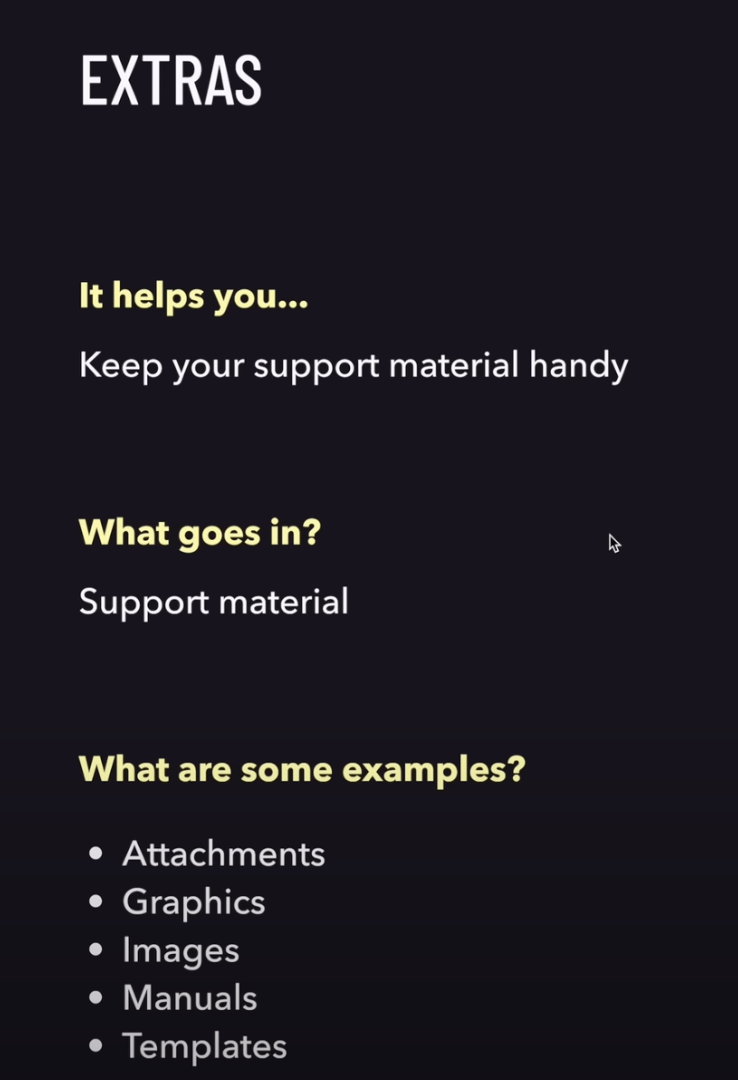 EXTRAS
It helps you...
Keep your support material handy
What goes in?
Support material
What are some examples?
• Attachments
• Graphics
• Images
• Manuals
• Templates